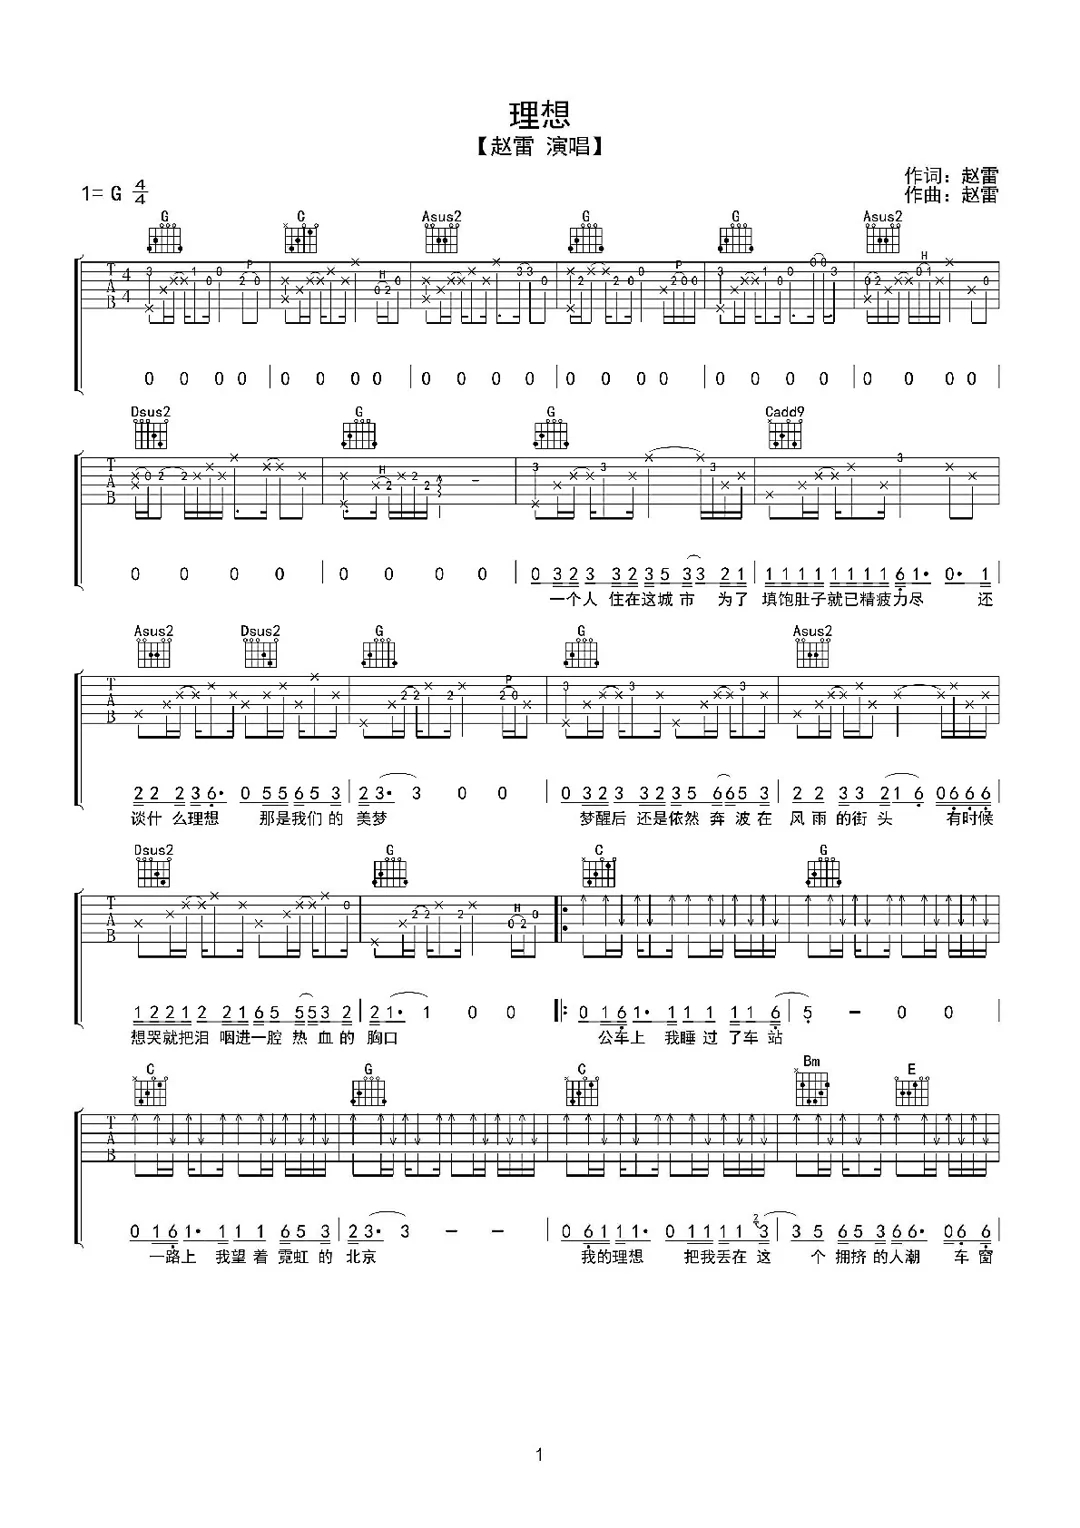 理想
【赵雷 演唱】
作词：赵雷
1= G 4/4 作曲：赵雷
G C Asus2 G G Asus2
0 0 0 0 | 0 0 0 0 | 0 0 0 0 | 0 0 0 0 | 0 0 0 0 | 0 0 0 0
Dsus2 G G Cadd9
0 0 0 0 | 0 0 0 0 | 0 3 2 3 3 2 3 5 3 3 2 1 | 1 1 1 1 1 1 1 1 6 1· 0· 1
一个人 住在这城市 为了 填饱肚子就已精疲力尽 还
Asus2 Dsus2 G G Asus2
2 2 2 3 6· 0 5 5 6 5 3 | 2 3· 3 0 0 | 0 3 2 3 3 2 3 5 6 6 5 3 | 2 2 3 3 2 1 6 0 6 6 6
谈什么理想 那是我们的 美梦 梦醒后 还是依然奔波在 风雨的街头 有时候
Dsus2 G C G
1 2 2 1 2 2 1 6 5 5 5 3 2 | 2 1· 1 0 0 | 0 1 6 1· 1 1 1 1 1 6 | 5 - 0 0
想哭就把泪 咽进一腔热血的 胸口 公车上 我睡过了车站
C G C Bm E
0 1 6 1· 1 1 1 6 5 3 | 2 3· 3 - - | 0 6 1 1 1· 0 1 1 1 1 2 3 | 3 5 6 5 3 6 6· 0 6 6
一路上 我望着霓虹的 北京 我的理想 把我丢在这 个拥挤的人潮 车窗
1